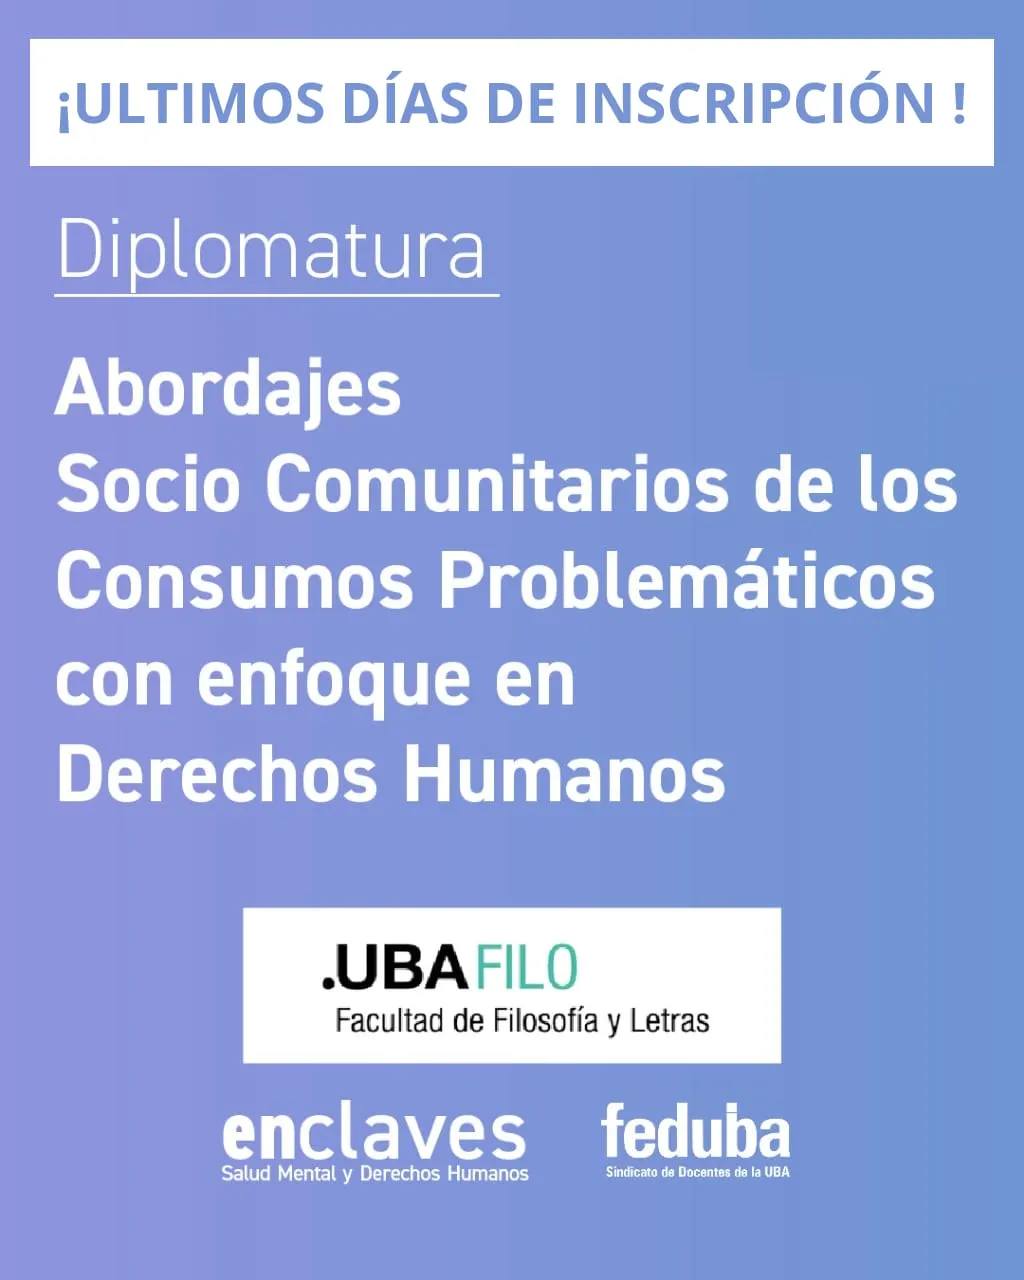 ¡ULTIMOS DÍAS DE INSCRIPCIÓN !
Diplomatura
Abordajes
Socio Comunitarios de los
Consumos Problemáticos
con enfoque en
Derechos Humanos
.UBAFILO
Facultad de Filosofía y Letras
enclaves
Salud Mental y Derechos Humanos
feduba
Sindicato de Docentes de la UBA